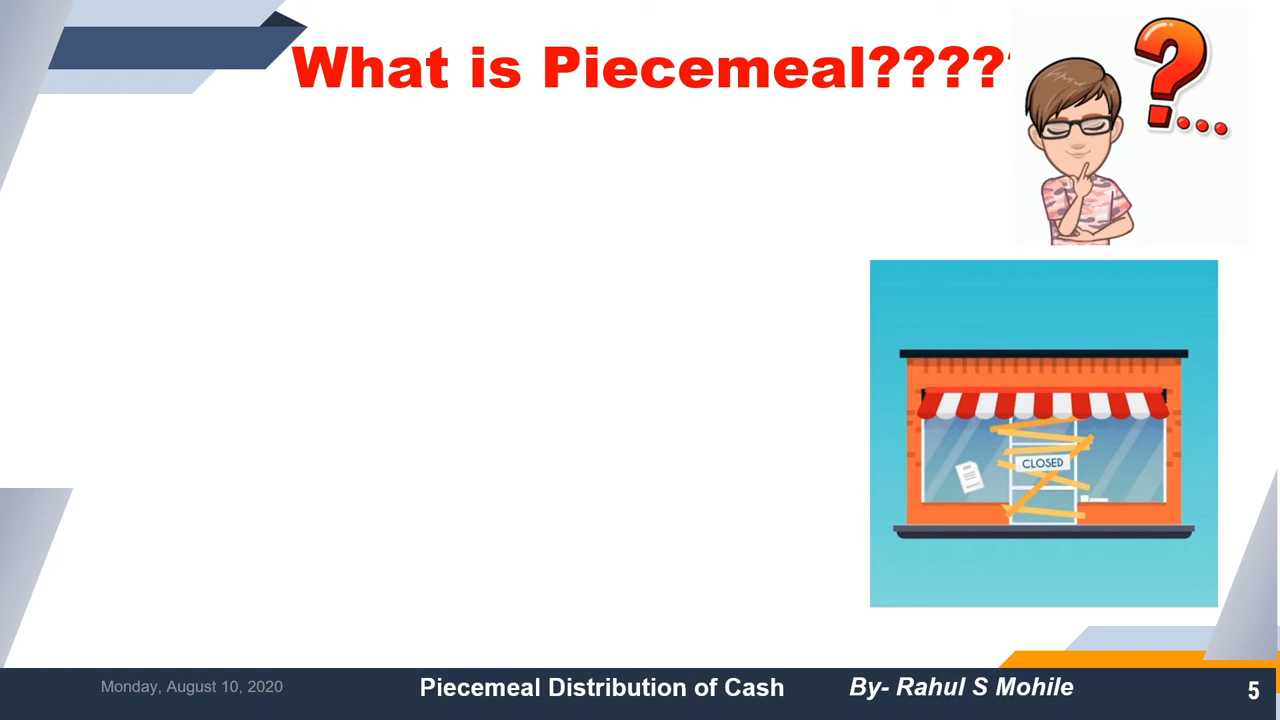 What is Piecemeal?????
CLOSED
Monday, August 10, 2020
Piecemeal Distribution of Cash
By- Rahul S Mohile
5